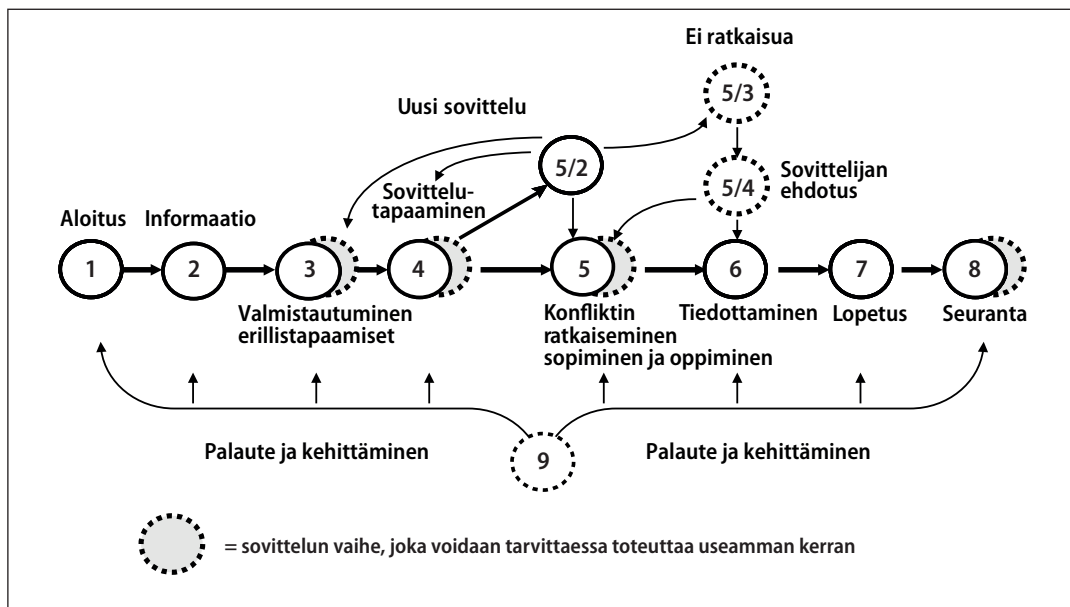 Ei ratkaisua
5/3
Uusi sovittelu
5/2
Sovittelu-
tapaaminen
5/4
Sovittelijan
ehdotus
Aloitus
Informaatio
1
2
3
4
5
6
7
8
Valmistautuminen
erillistapaamiset
Konfliktin
ratkaiseminen
sopiminen ja oppiminen
Tiedottaminen
Lopetus
Seuranta
Palaute ja kehittäminen
9
Palaute ja kehittäminen
= sovittelun vaihe, joka voidaan tarvittaessa toteuttaa useamman kerran